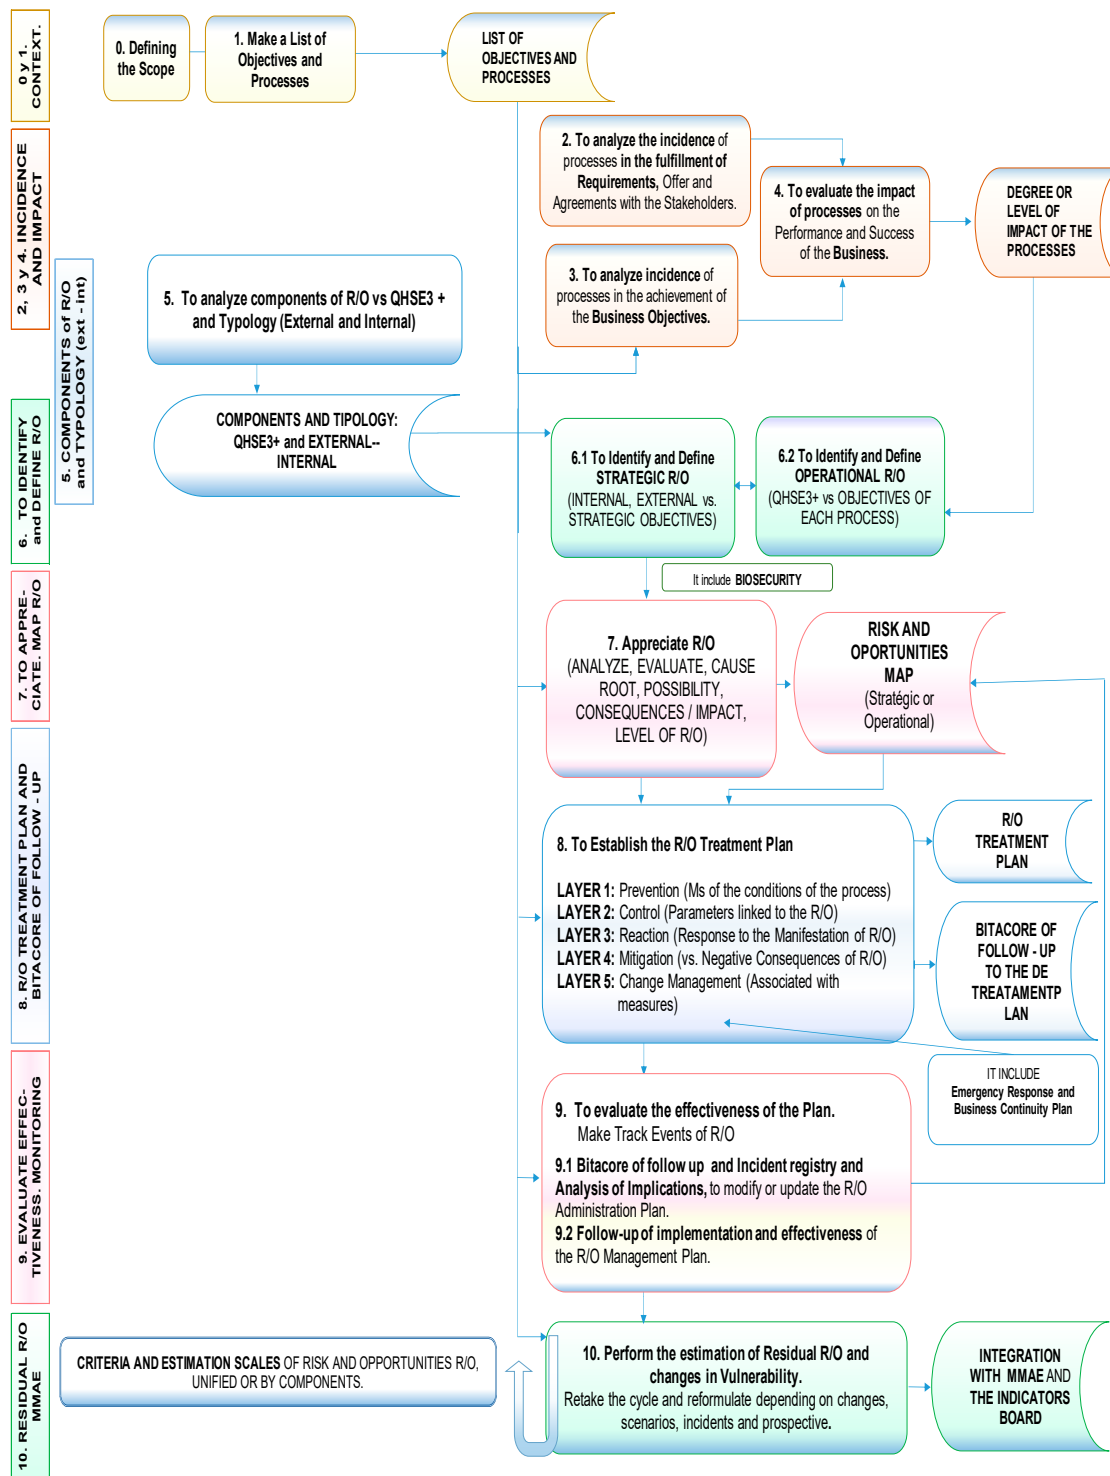 0 y 1.
CONTEXT.
0. Defining
the Scope
1. Make a List of
Objectives and
Processes
LIST OF
OBJECTIVES AND
PROCESSES
2, 3 y 4. INCIDENCE
AND IMPACT
2. To analyze the incidence of
processes in the fulfillment of
Requirements, Offer and
Agreements with the Stakeholders.
3. To analyze incidence of
processes in the achievement of
the Business Objectives.
4. To evaluate the impact
of processes on the
Performance and Success
of the Business.
DEGREE OR
LEVEL OF
IMPACT OF THE
PROCESSES
5. COMPONENTS of R/O
and TYPOLOGY (ext - int)
5. To analyze components of R/O vs QHSE3 +
and Typology (External and Internal)
COMPONENTS AND TIPOLOGY:
QHSE3+ and EXTERNAL--
INTERNAL
6. TO IDENTIFY
and DEFINE R/O
6.1 To Identify and Define
STRATEGIC R/O
(INTERNAL, EXTERNAL vs.
STRATEGIC OBJECTIVES)
6.2 To Identify and Define
OPERATIONAL R/O
(QHSE3+ vs OBJECTIVES OF
EACH PROCESS)
It include BIOSECURITY
7. TO APPRE-
CIATE. MAP R/O
7. Appreciate R/O
(ANALYZE, EVALUATE, CAUSE
ROOT, POSSIBILITY,
CONSEQUENCES / IMPACT,
LEVEL OF R/O)
RISK AND
OPORTUNITIES
MAP
(Stratégic or
Operational)
8. R/O TREATMENT PLAN AND
BITACORE OF FOLLOW - UP
8. To Establish the R/O Treatment Plan
LAYER 1: Prevention (Ms of the conditions of the process)
LAYER 2: Control (Parameters linked to the R/O)
LAYER 3: Reaction (Response to the Manifestation of R/O)
LAYER 4: Mitigation (vs. Negative Consequences of R/O)
LAYER 5: Change Management (Associated with
measures)
R/O
TREATMENT
PLAN
BITACORE OF
FOLLOW - UP
TO THE DE
TREATAMENTP
LAN
IT INCLUDE
Emergency Response and
Business Continuity Plan
9. EVALUATE EFFEC-
TIVENESS. MONITORING
9. To evaluate the effectiveness of the Plan.
Make Track Events of R/O
9.1 Bitacore of follow up and Incident registry and
Analysis of Implications, to modify or update the R/O
Administration Plan.
9.2 Follow-up of implementation and effectiveness of
the R/O Management Plan.
10. RESIDUAL R/O
MMAE
CRITERIA AND ESTIMATION SCALES OF RISK AND OPPORTUNITIES R/O,
UNIFIED OR BY COMPONENTS.
10. Perform the estimation of Residual R/O and
changes in Vulnerability.
Retake the cycle and reformulate depending on changes,
scenarios, incidents and prospective.
INTEGRATION
WITH MMAE AND
THE INDICATORS
BOARD